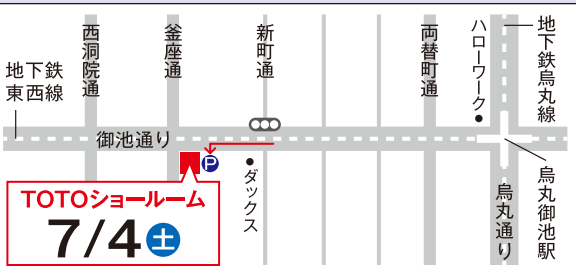 地下鉄
東西線
西洞院通
釜座通
新町通
両替町通
ハローワーク
地下鉄烏丸線
御池通り
P
ダックス
烏丸通り
烏丸御池駅
TOTOショールーム
7/4土